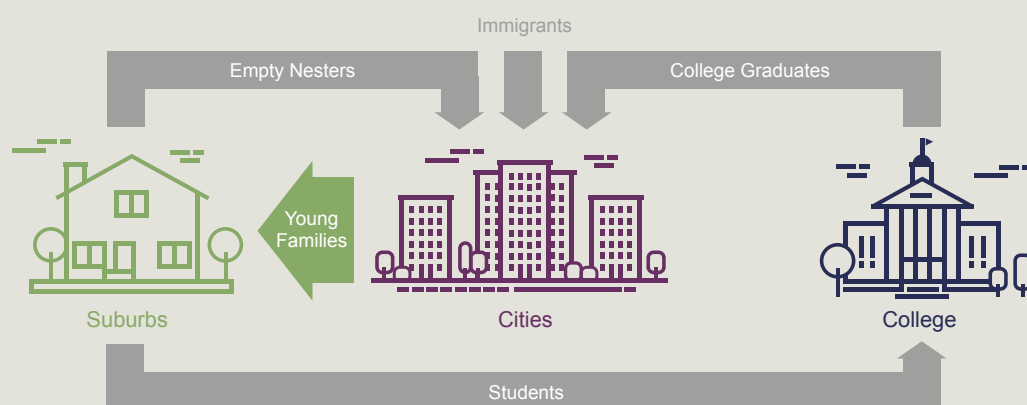 Immigrants
Empty Nesters
College Graduates
Young
Families
Suburbs
Cities
College
Students